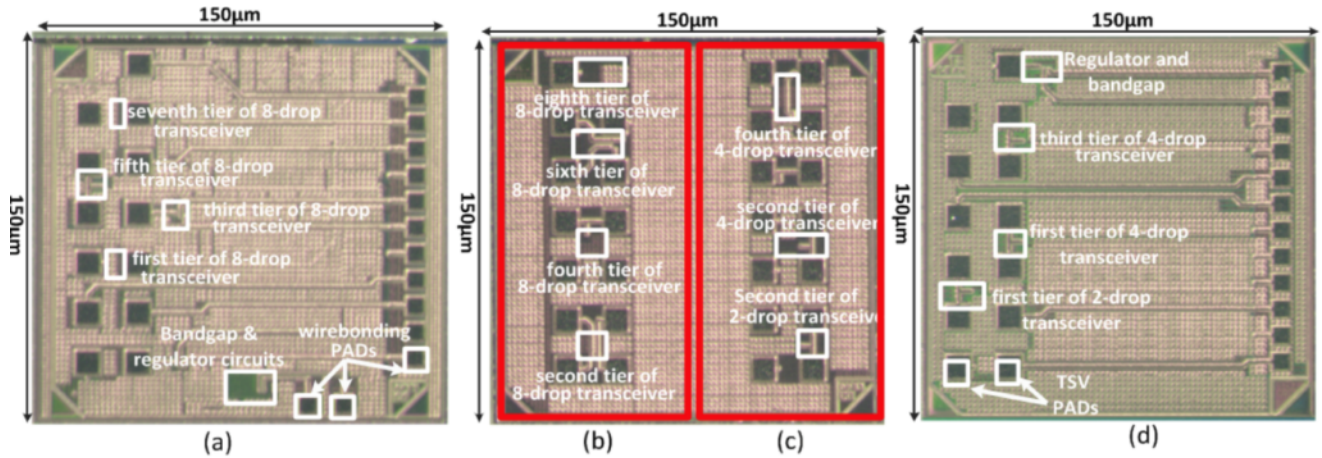 150µm
150µm
seventh tier of 8-drop
transceiver
fifth tier of 8-drop
transceiver
third tier of 8-drop
transceiver
first tier of 8-drop
transceiver
Bandgap &
regulator circuits
wirebonding
PADs
(a)
150µm
150µm
eighth tier of
8-drop transceiver
sixth tier of
8-drop transceiver
fourth tier of
8-drop transceiver
second tier of
8-drop transceiver
(b)
fourth tier of
4-drop transceiver
second tier of
4-drop transceiver
Second tier of
2-drop transceive
(c)
150µm
150µm
Regulator and
bandgap
third tier of 4-drop
transceiver
first tier of 4-drop
transceiver
first tier of 2-drop
transceiver
TSV
PADs
(d)